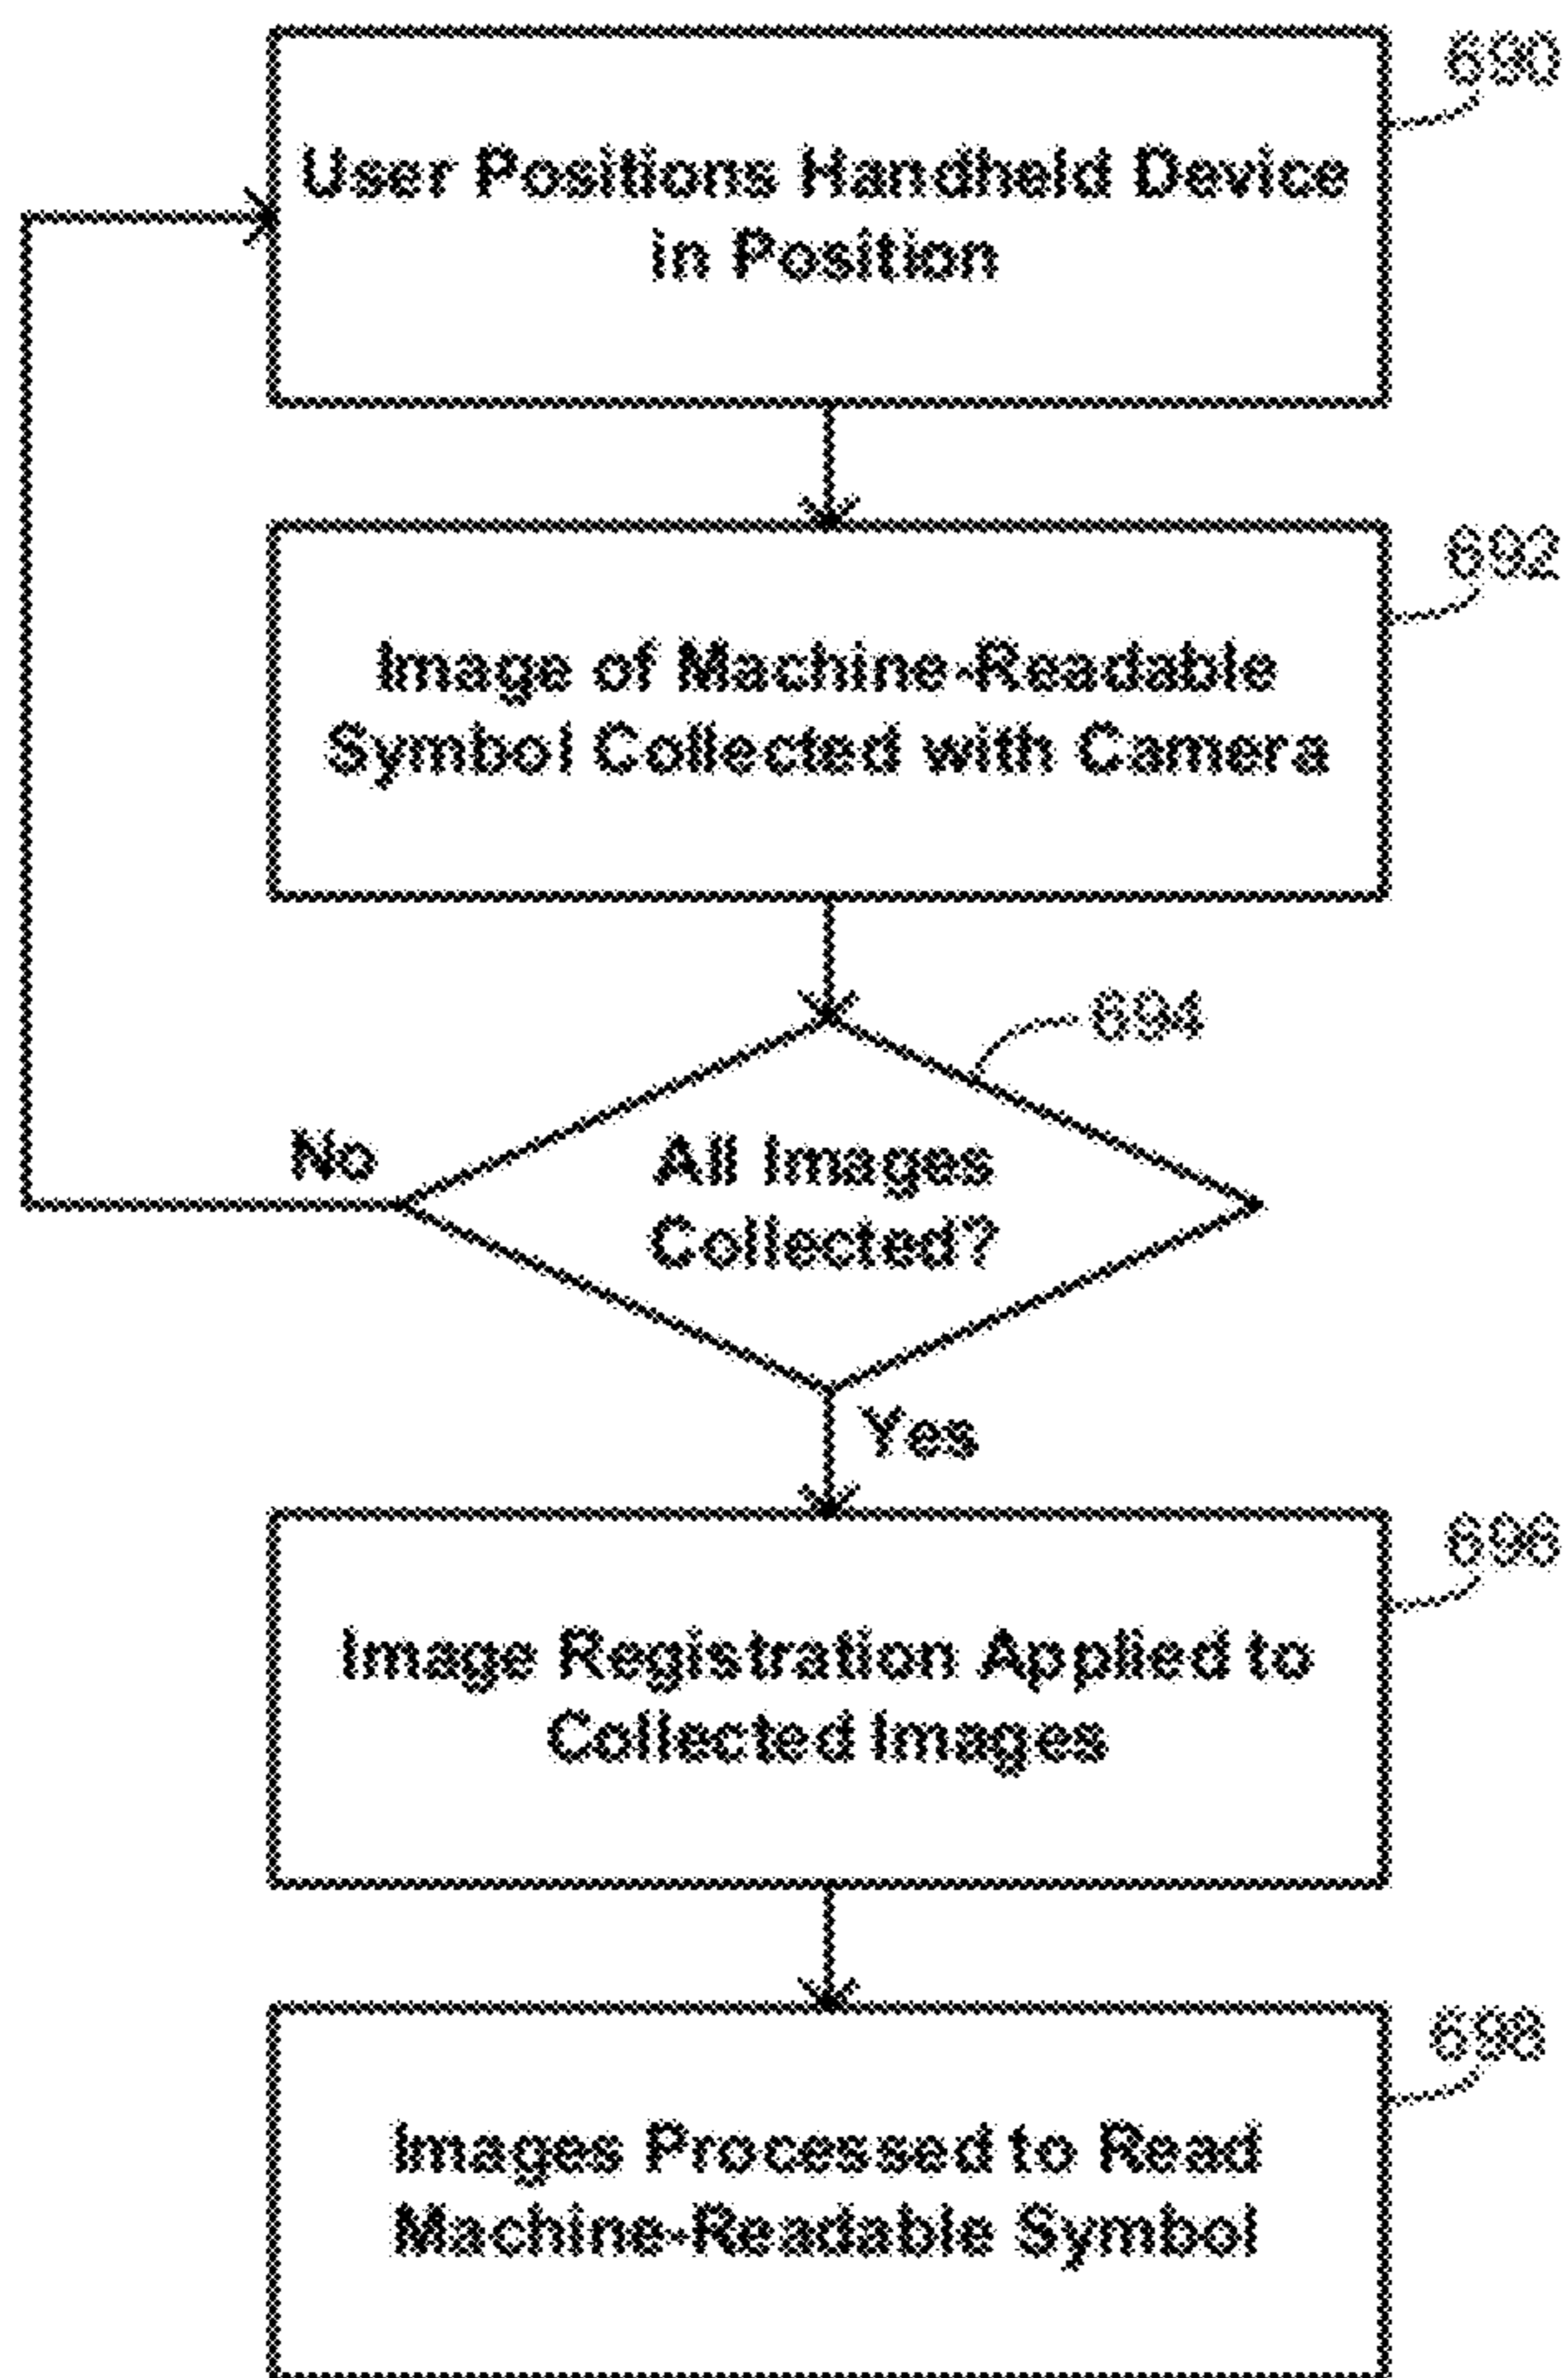 690
User Positions Handheld Device
in Position
692
Image of Machine-Readable
Symbol Collected with Camera
694
No
All Images
Collected?
Yes
696
Image Registration Applied to
Collected Images
698
Images Processed to Read
Machine-Readable Symbol